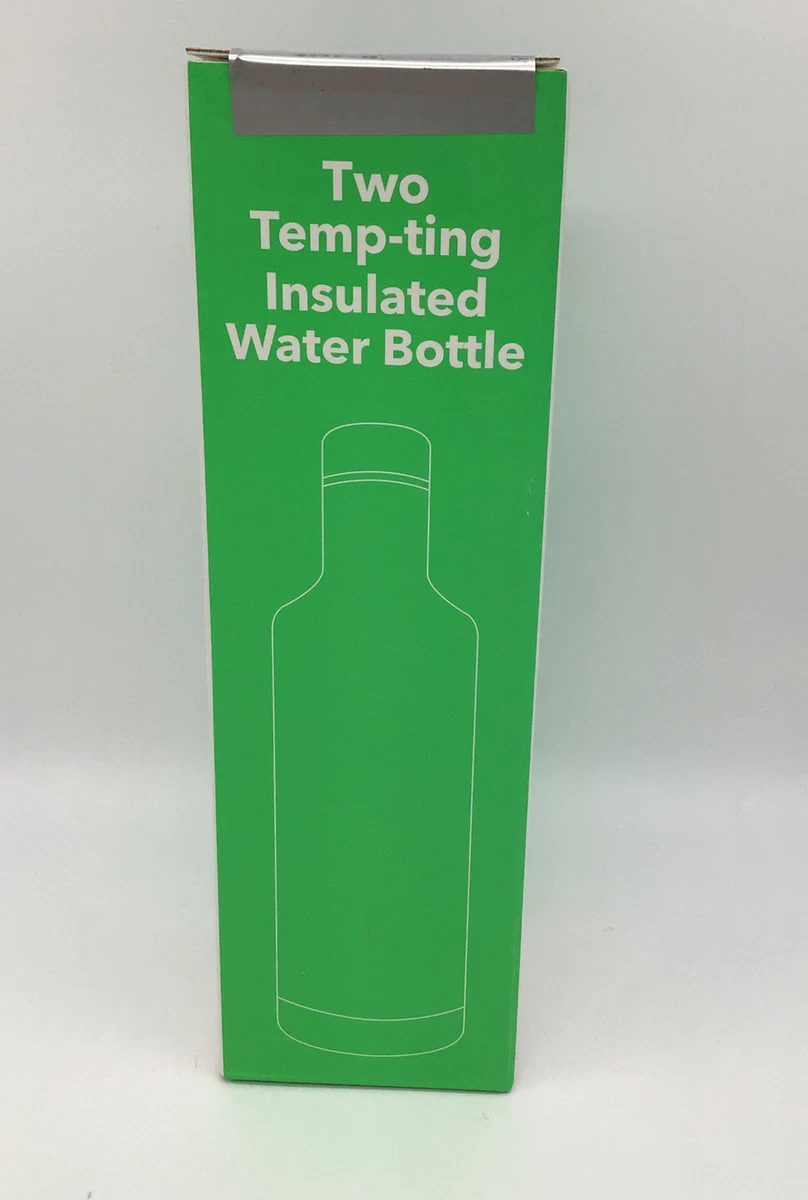 Two
Temp-ting
Insulated
Water Bottle